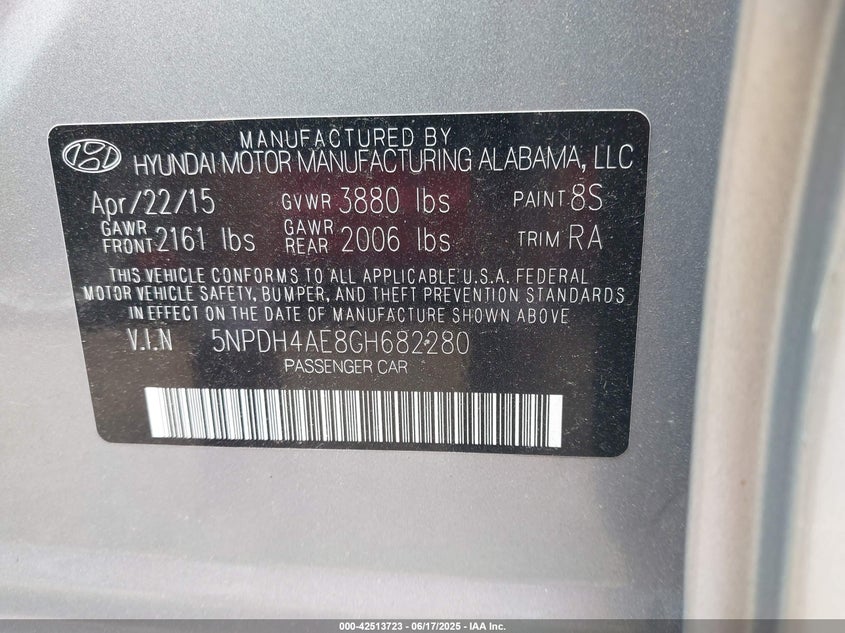 MANUFACTURED BY
HYUNDAI MOTOR MANUFACTURING ALABAMA, LLC
Apr/22/15 GVWR 3880 lbs PAINT 8S
GAWR FRONT 2161 lbs GAWR REAR 2006 lbs TRIM RA
THIS VEHICLE CONFORMS TO ALL APPLICABLE U.S.A. FEDERAL
MOTOR VEHICLE SAFETY, BUMPER, AND THEFT PREVENTION STANDARDS
IN EFFECT ON THE DATE OF MANUFACTURE SHOWN ABOVE.
V.I.N 5NPDH4AE8GH682280
PASSENGER CAR
000-42513723 - 06/17/2025 - IAA Inc.